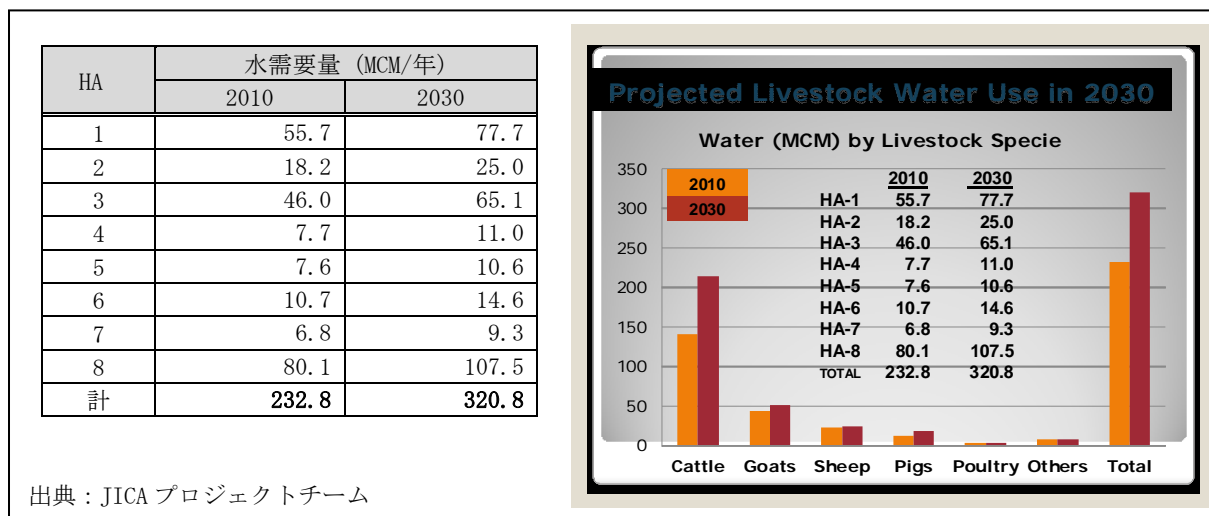 HA 水需要量 (MCM/年)
2010 2030
1 55.7 77.7
2 18.2 25.0
3 46.0 65.1
4 7.7 11.0
5 7.6 10.6
6 10.7 14.6
7 6.8 9.3
8 80.1 107.5
計 232.8 320.8
出典：JICA プロジェクトチーム
Projected Livestock Water Use in 2030
Water (MCM) by Livestock Specie
350
300
250
200
150
100
50
0
2010
2030
2010 2030
HA-1 55.7 77.7
HA-2 18.2 25.0
HA-3 46.0 65.1
HA-4 7.7 11.0
HA-5 7.6 10.6
HA-6 10.7 14.6
HA-7 6.8 9.3
HA-8 80.1 107.5
TOTAL 232.8 320.8
Cattle Goats Sheep Pigs Poultry Others Total